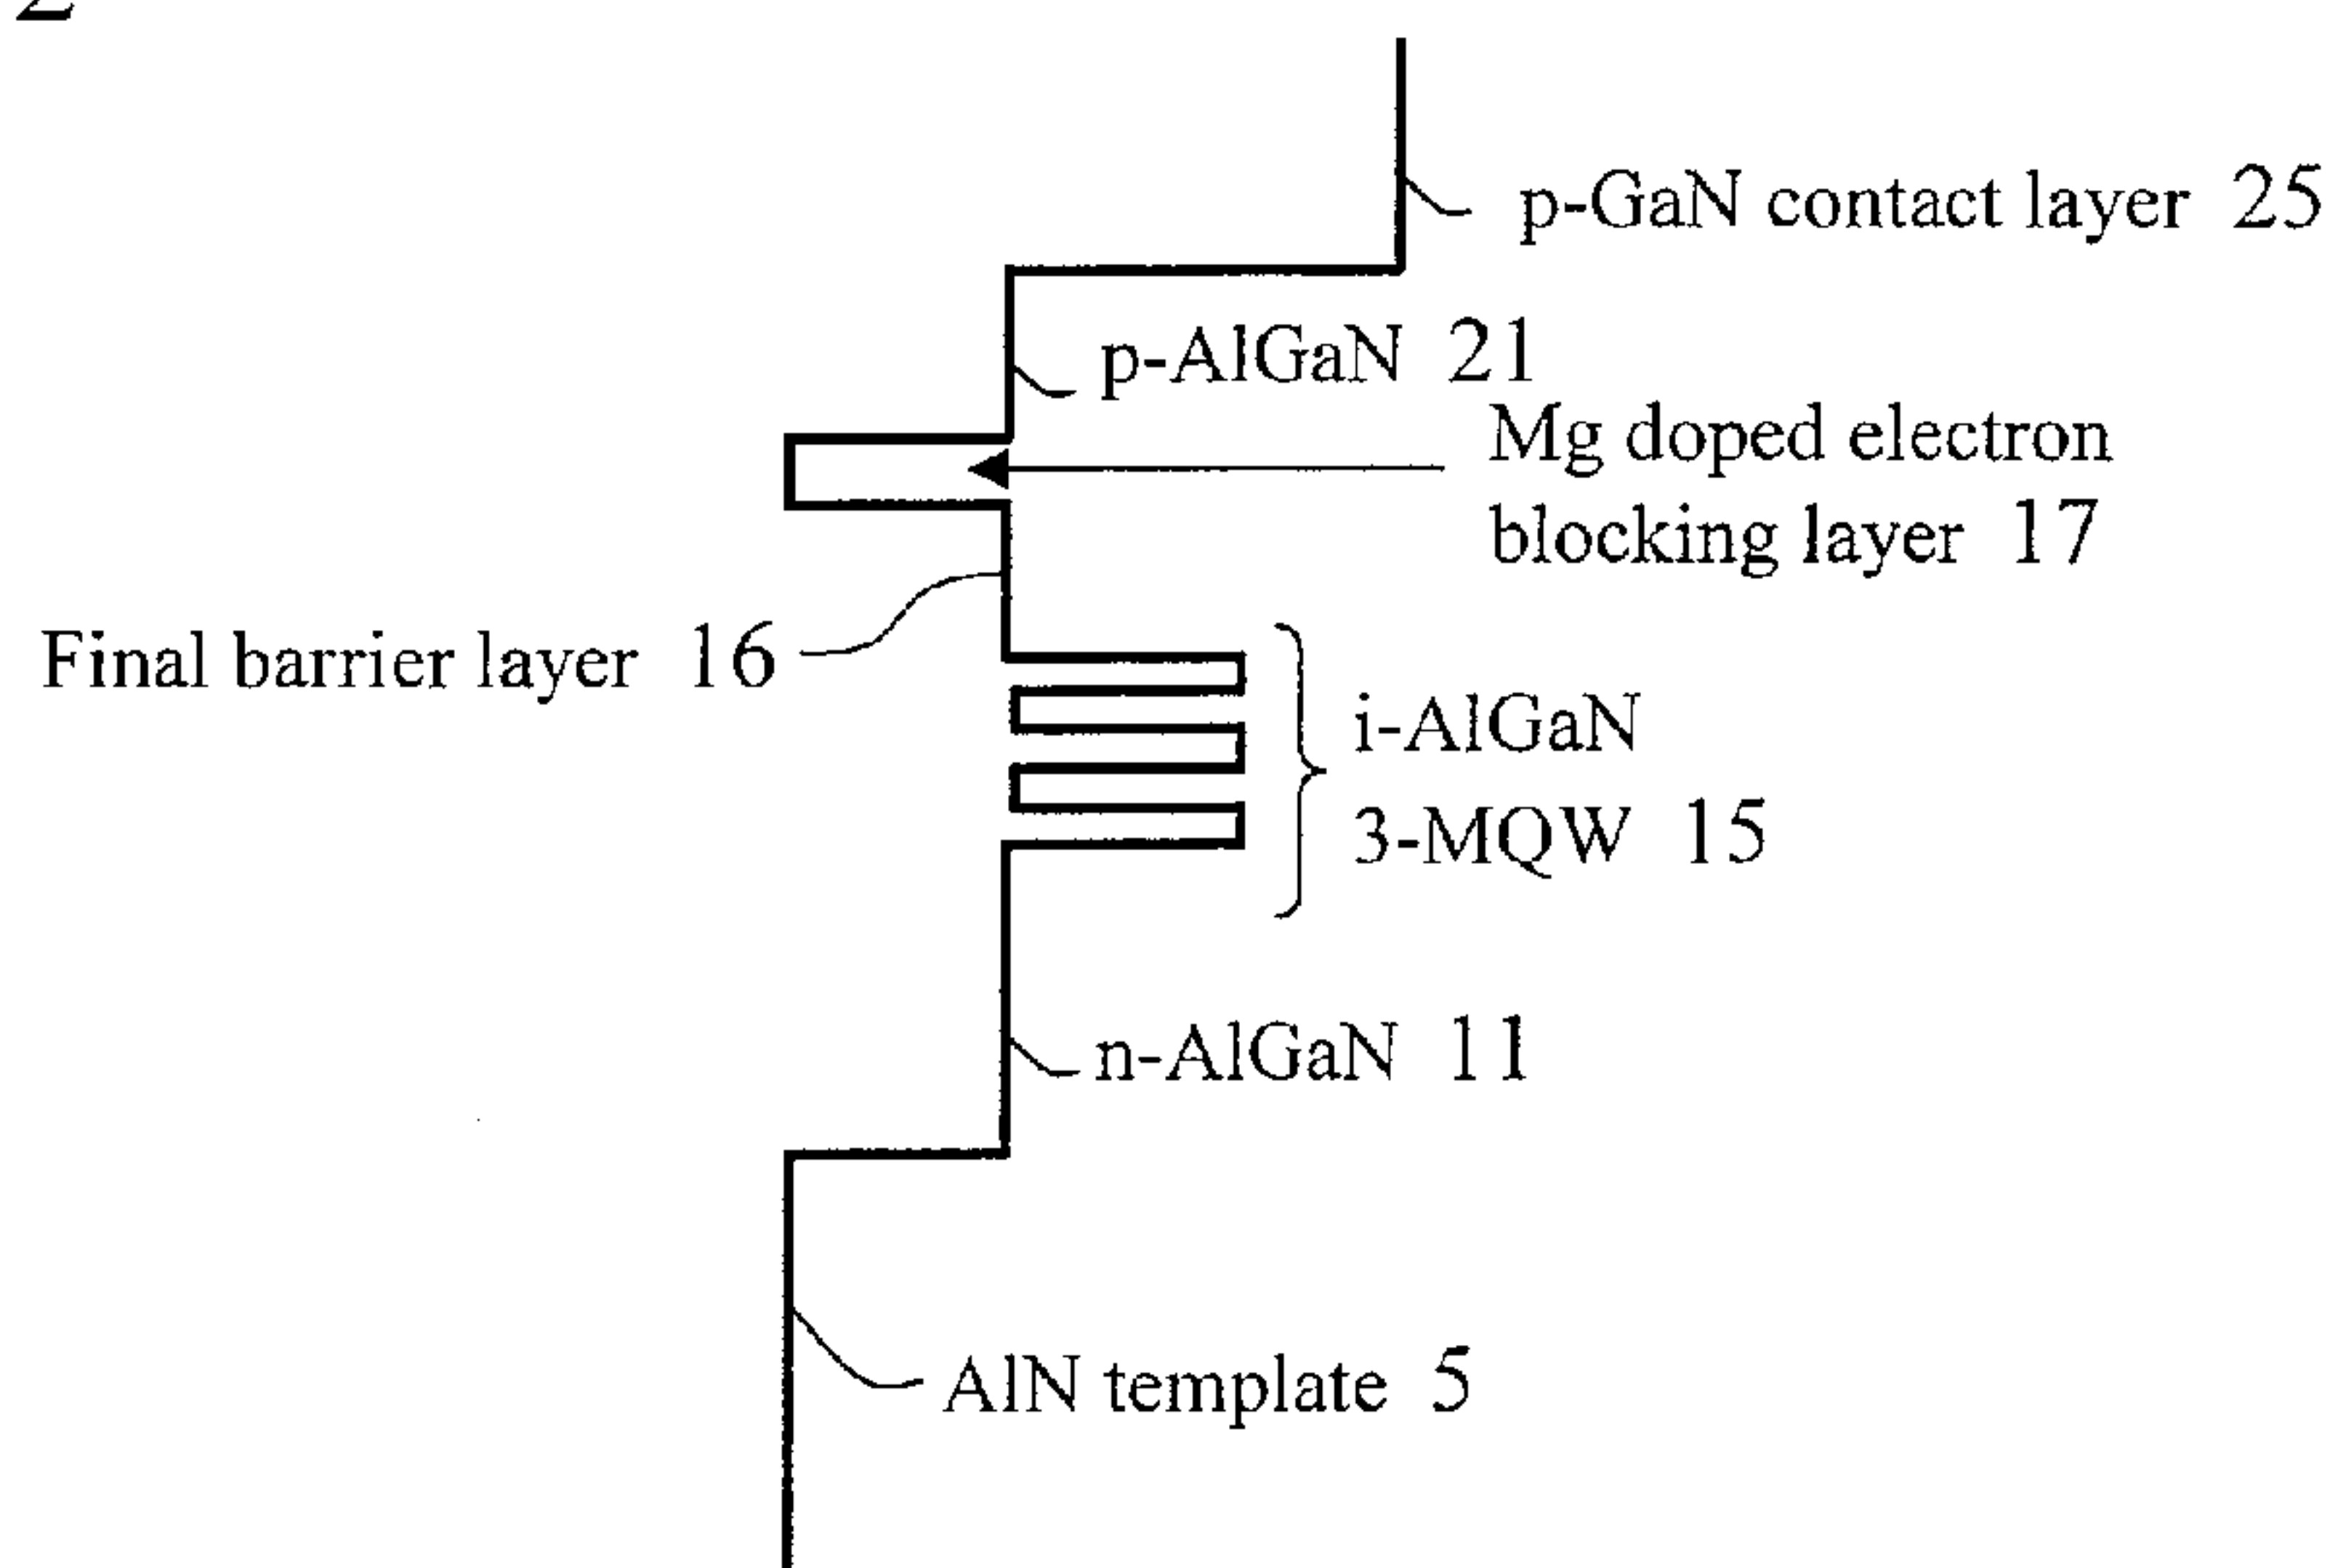 p-GaN contact layer 25
p-AlGaN 21
Mg doped electron
blocking layer 17
Final barrier layer 16
i-AlGaN
3-MQW 15
n-AlGaN 11
AlN template 5